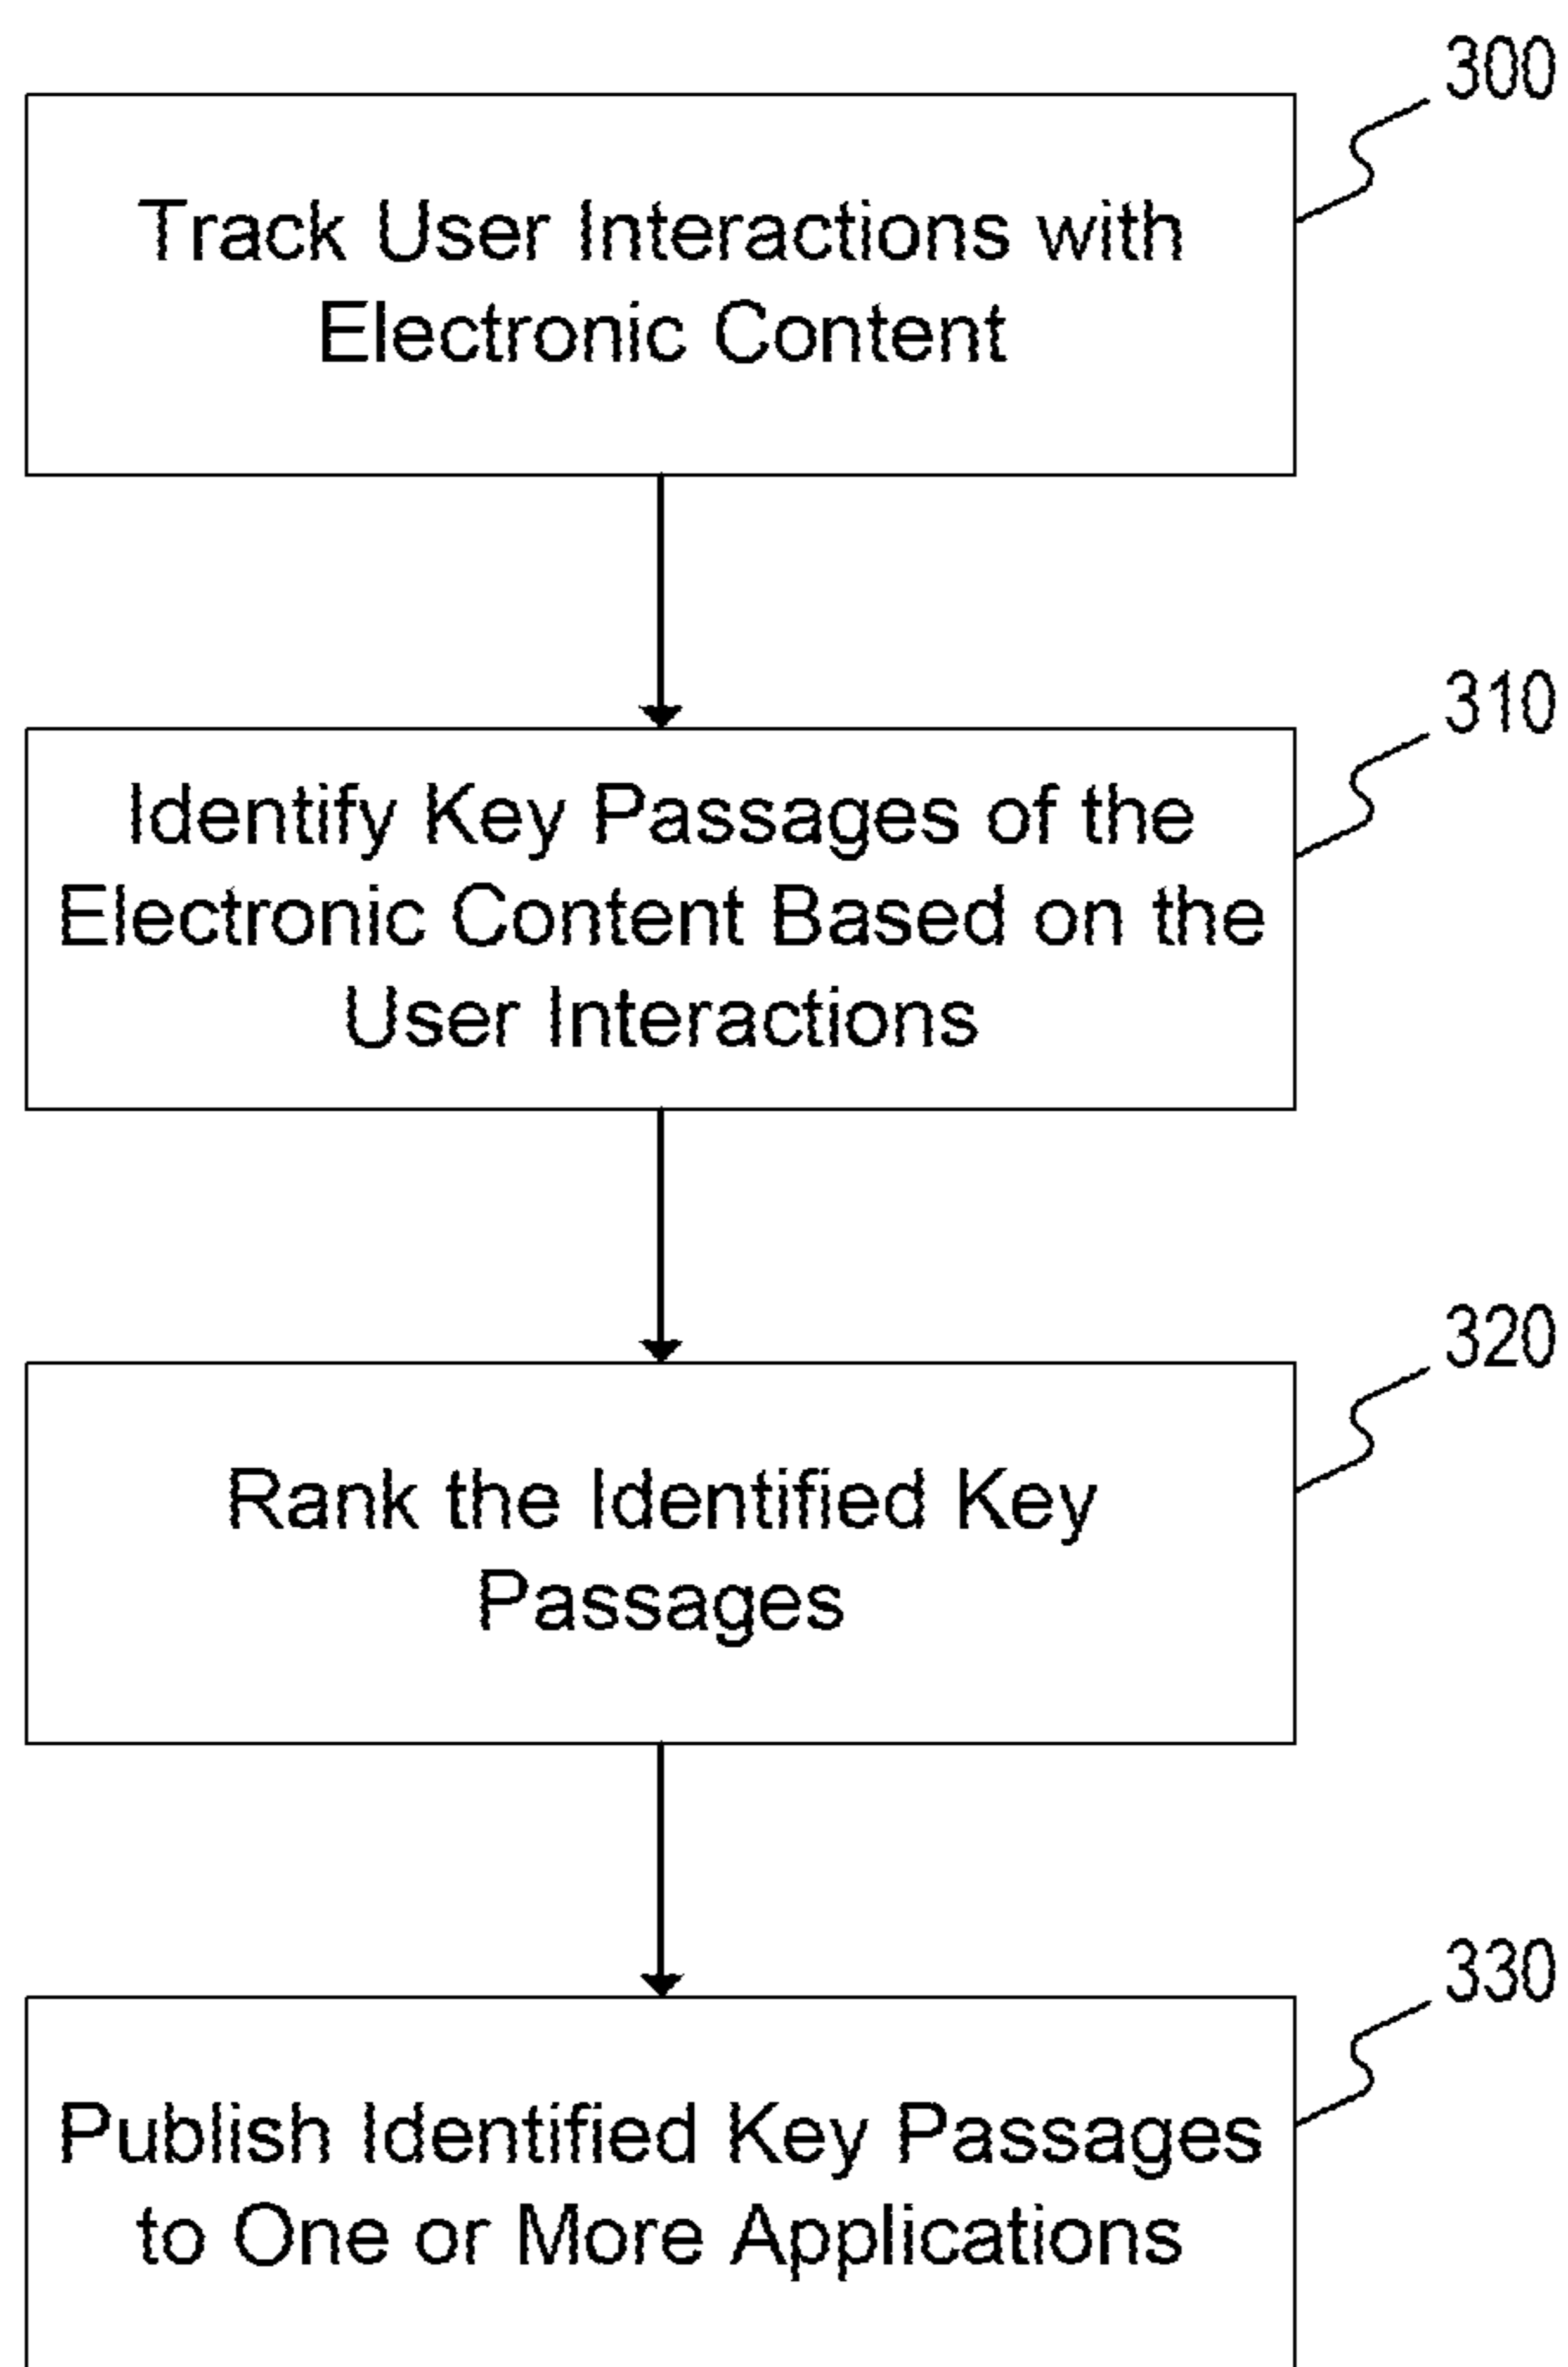 300
Track User Interactions with
Electronic Content
310
Identify Key Passages of the
Electronic Content Based on the
User Interactions
320
Rank the Identified Key
Passages
330
Publish Identified Key Passages
to One or More Applications